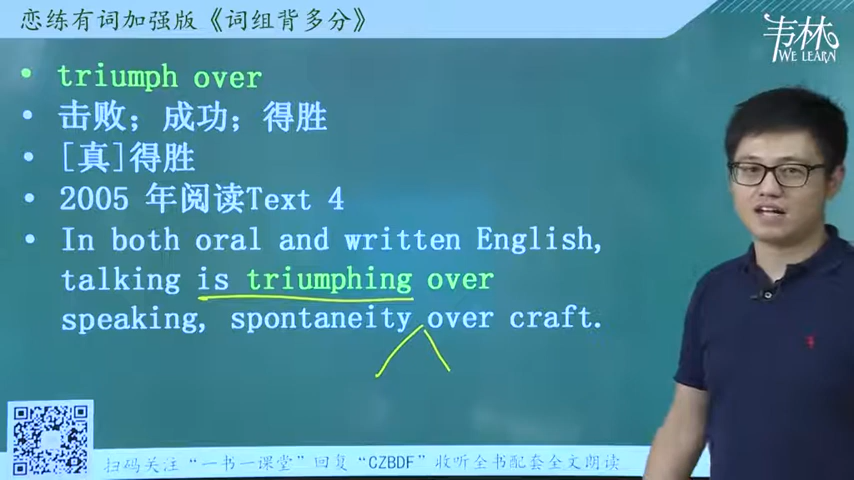 恋练有词加强版《词组背多分》
韦林
WE LEARN
• triumph over
• 击败；成功；得胜
• [真]得胜
• 2005 年阅读Text 4
• In both oral and written English,
talking is triumphing over
speaking, spontaneity over craft.
扫码关注“一书一课堂”回复“CZBDF”收听全书配套全文朗读